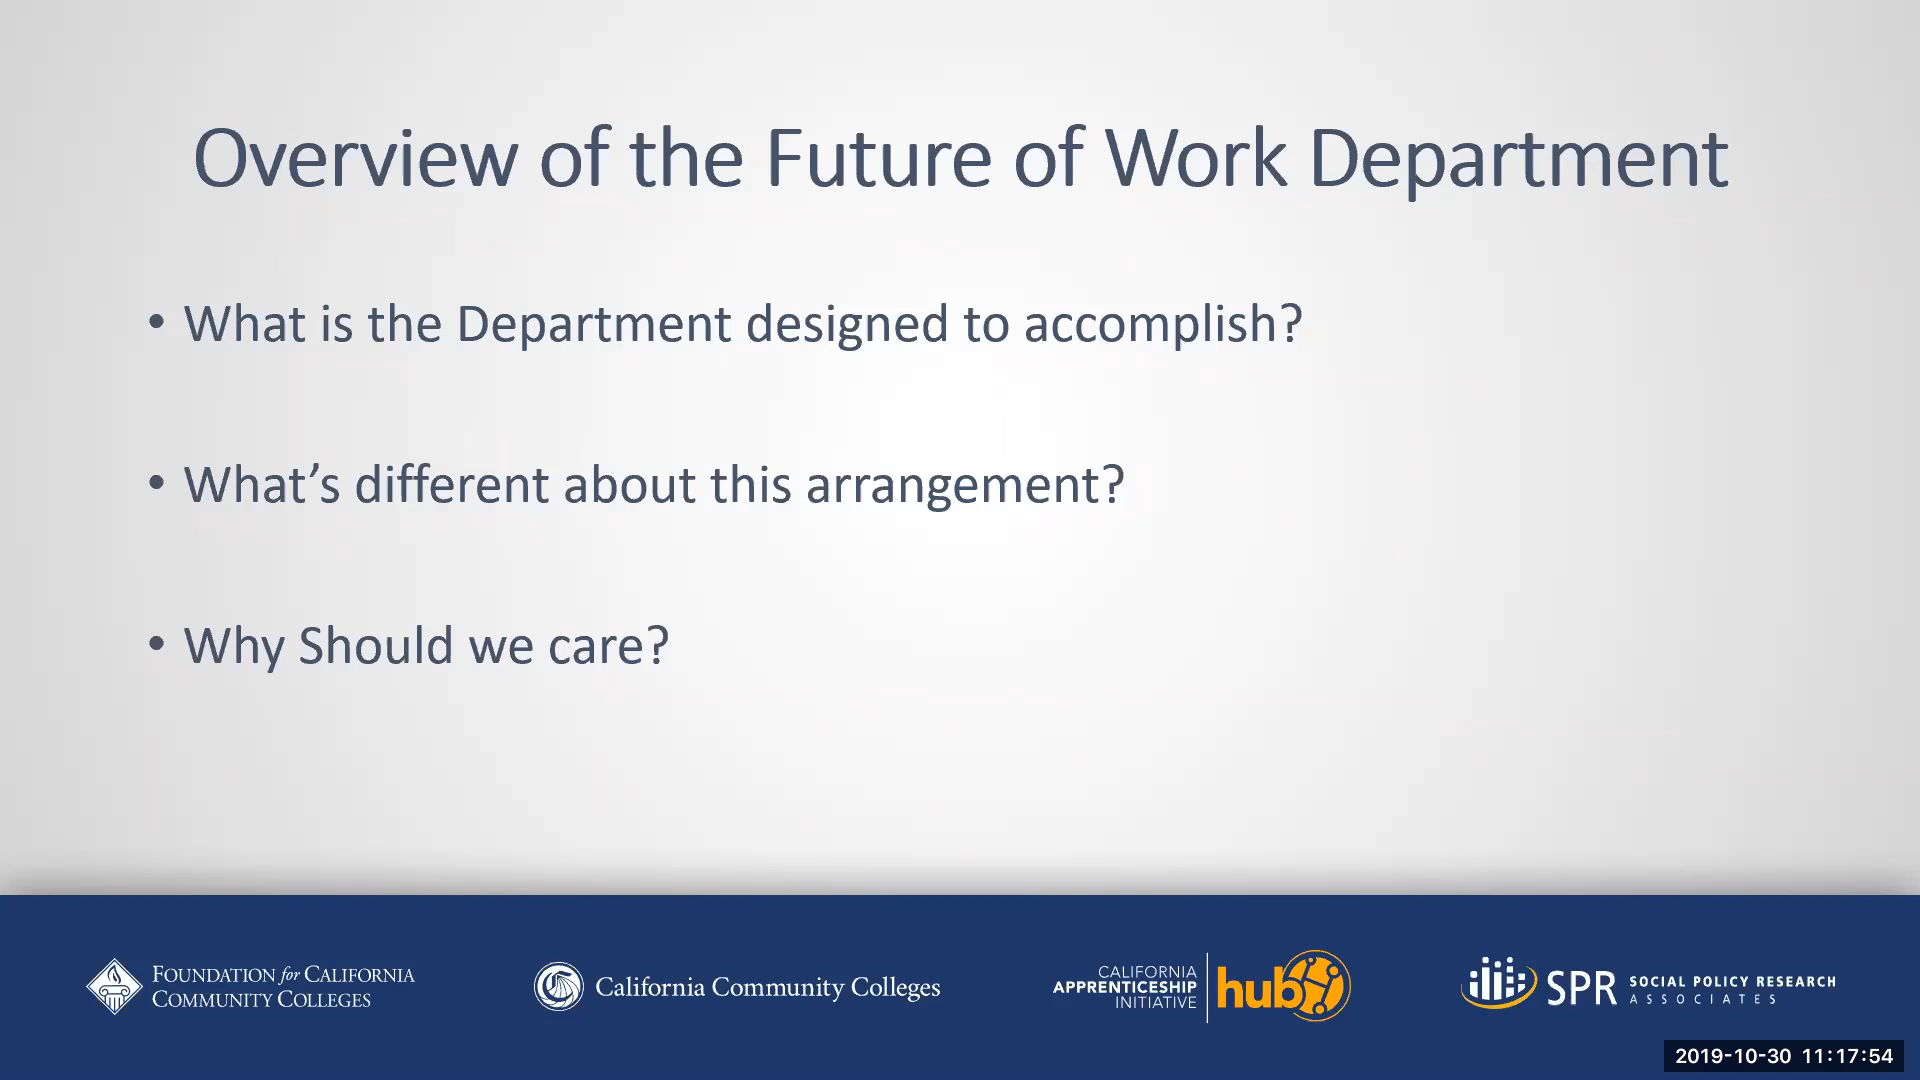 Overview of the Future of Work Department
• What is the Department designed to accomplish?
• What’s different about this arrangement?
• Why Should we care?
FOUNDATION for CALIFORNIA
COMMUNITY COLLEGES
California Community Colleges
CALIFORNIA
APPRENTICESHIP
INITIATIVE
hub
SPR
SOCIAL POLICY RESEARCH
ASSOCIATES
2019-10-30 11:17:54